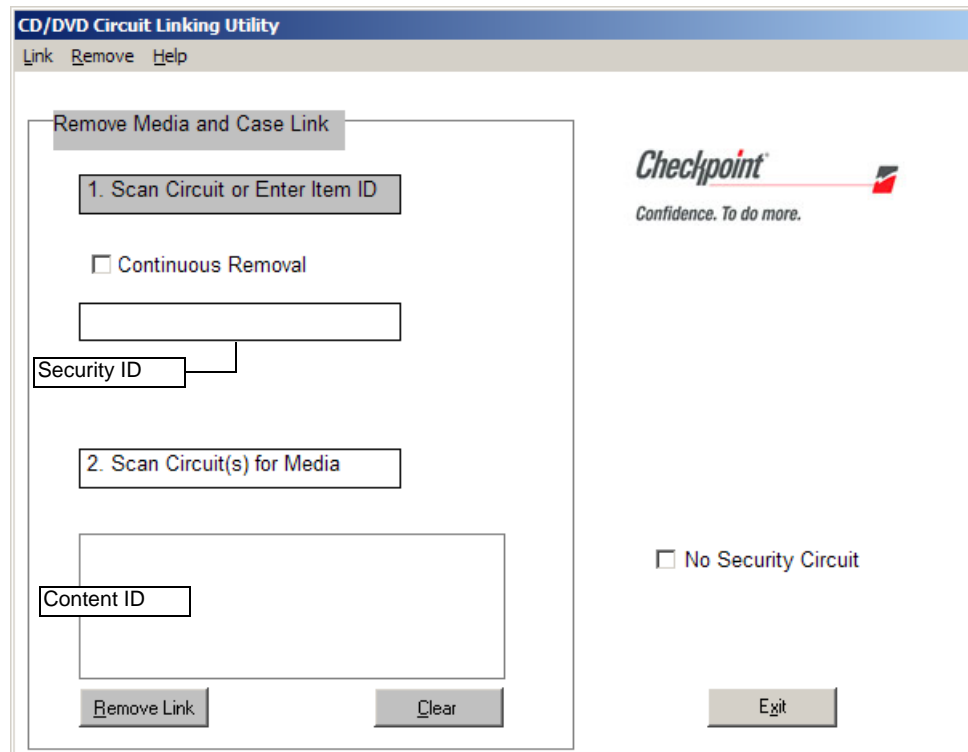 CD/DVD Circuit Linking Utility
Link Remove Help
Remove Media and Case Link
1. Scan Circuit or Enter Item ID
Continuous Removal
Security ID
2. Scan Circuit(s) for Media
Content ID
Remove Link
Clear
Checkpoint
Confidence. To do more.
No Security Circuit
Exit